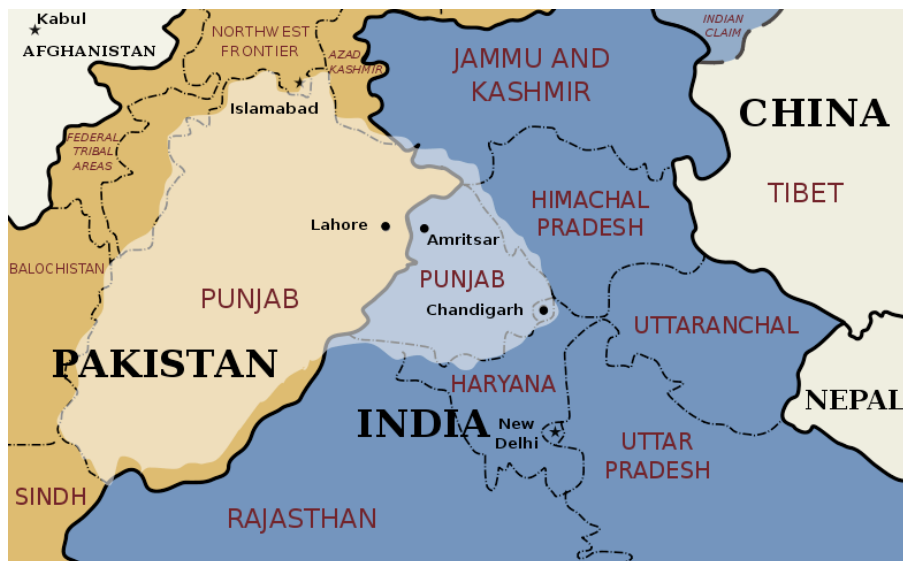 Kabul
AFGHANISTAN
NORTHWEST
FRONTIER
AZAD
KASHMIR
INDIAN
CLAIM
JAMMU AND
KASHMIR
Islamabad
CHINA
FEDERAL
TRIBAL
AREAS
TIBET
HIMACHAL
PRADESH
Lahore
Amritsar
BALOCHISTAN
PUNJAB
PUNJAB
Chandigarh
UTTARANCHAL
PAKISTAN
HARYANA
NEPAL
INDIA
New
Delhi
UTTAR
PRADESH
SINDH
RAJASTHAN